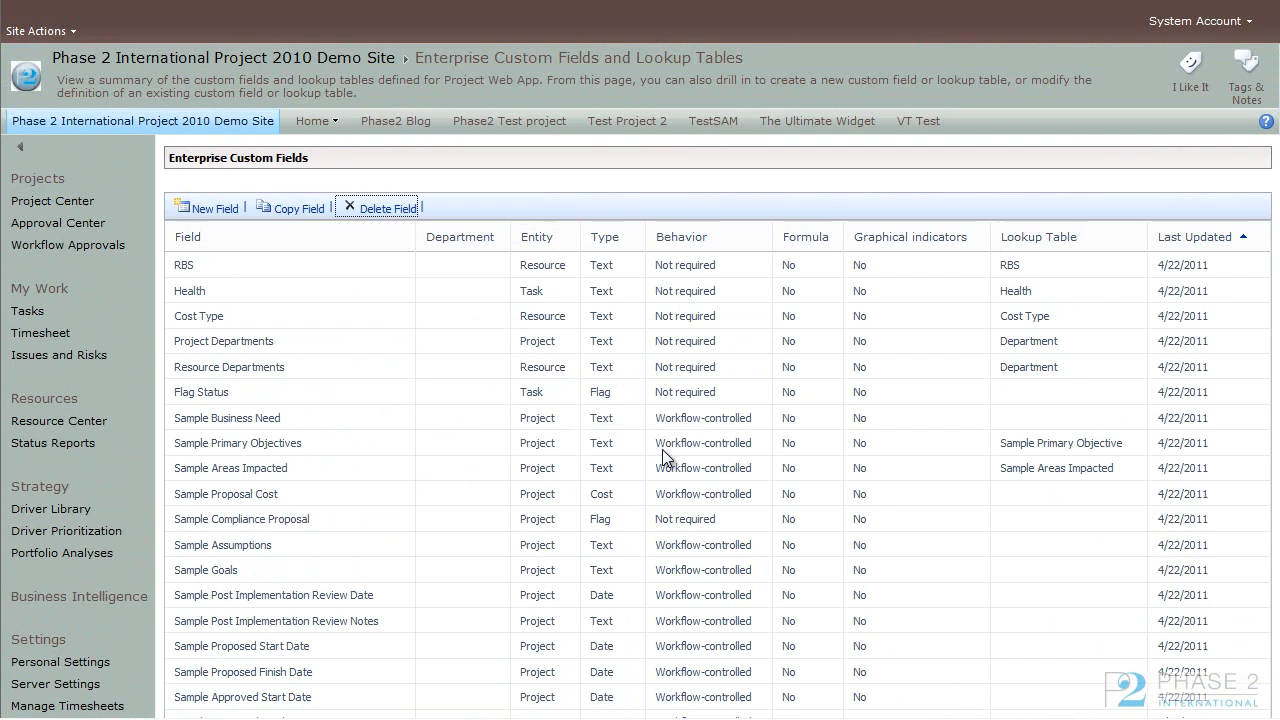 System Account
Site Actions
Phase 2 International Project 2010 Demo Site › Enterprise Custom Fields and Lookup Tables
View a summary of the custom fields and lookup tables defined for Project Web App. From this page, you can also drill in to create a new custom field or lookup table, or modify the
definition of an existing custom field or lookup table.
I Like It
Tags &
Notes
Phase 2 International Project 2010 Demo Site Home Phase2 Blog Phase2 Test project Test Project 2 TestSAM The Ultimate Widget VT Test
Projects
Project Center
Approval Center
Workflow Approvals
My Work
Tasks
Timesheet
Issues and Risks
Resources
Resource Center
Status Reports
Strategy
Driver Library
Driver Prioritization
Portfolio Analyses
Business Intelligence
Settings
Personal Settings
Server Settings
Manage Timesheets
Enterprise Custom Fields
New Field | Copy Field | Delete Field |
Field Department Entity Type Behavior Formula Graphical indicators Lookup Table Last Updated
RBS Resource Text Not required No No RBS 4/22/2011
Health Task Text Not required No No Health 4/22/2011
Cost Type Resource Text Not required No No Cost Type 4/22/2011
Project Departments Project Text Not required No No Department 4/22/2011
Resource Departments Resource Text Not required No No Department 4/22/2011
Flag Status Task Flag Not required No No 4/22/2011
Sample Business Need Project Text Workflow-controlled No No 4/22/2011
Sample Primary Objectives Project Text Workflow-controlled No No Sample Primary Objective 4/22/2011
Sample Areas Impacted Project Text Workflow-controlled No No Sample Areas Impacted 4/22/2011
Sample Proposal Cost Project Cost Workflow-controlled No No 4/22/2011
Sample Compliance Proposal Project Flag Not required No No 4/22/2011
Sample Assumptions Project Text Workflow-controlled No No 4/22/2011
Sample Goals Project Text Workflow-controlled No No 4/22/2011
Sample Post Implementation Review Date Project Date Workflow-controlled No No 4/22/2011
Sample Post Implementation Review Notes Project Text Workflow-controlled No No 4/22/2011
Sample Proposed Start Date Project Date Workflow-controlled No No 4/22/2011
Sample Proposed Finish Date Project Date Workflow-controlled No No 4/22/2011
Sample Approved Start Date Project Date Workflow-controlled No No 4/22/2011
P2 PHASE 2
INTERNATIONAL